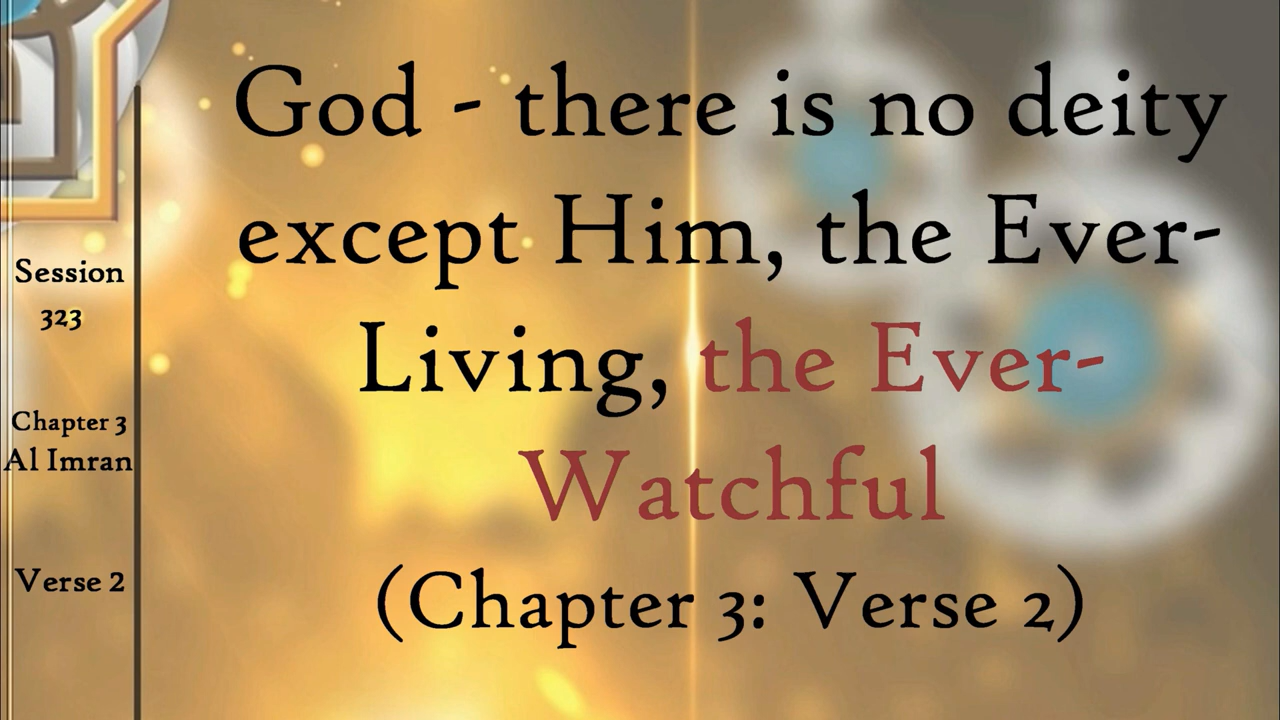 Session
323
Chapter 3
Al Imran
Verse 2
God - there is no deity
except Him, the Ever-
Living, the Ever-
Watchful
(Chapter 3: Verse 2)